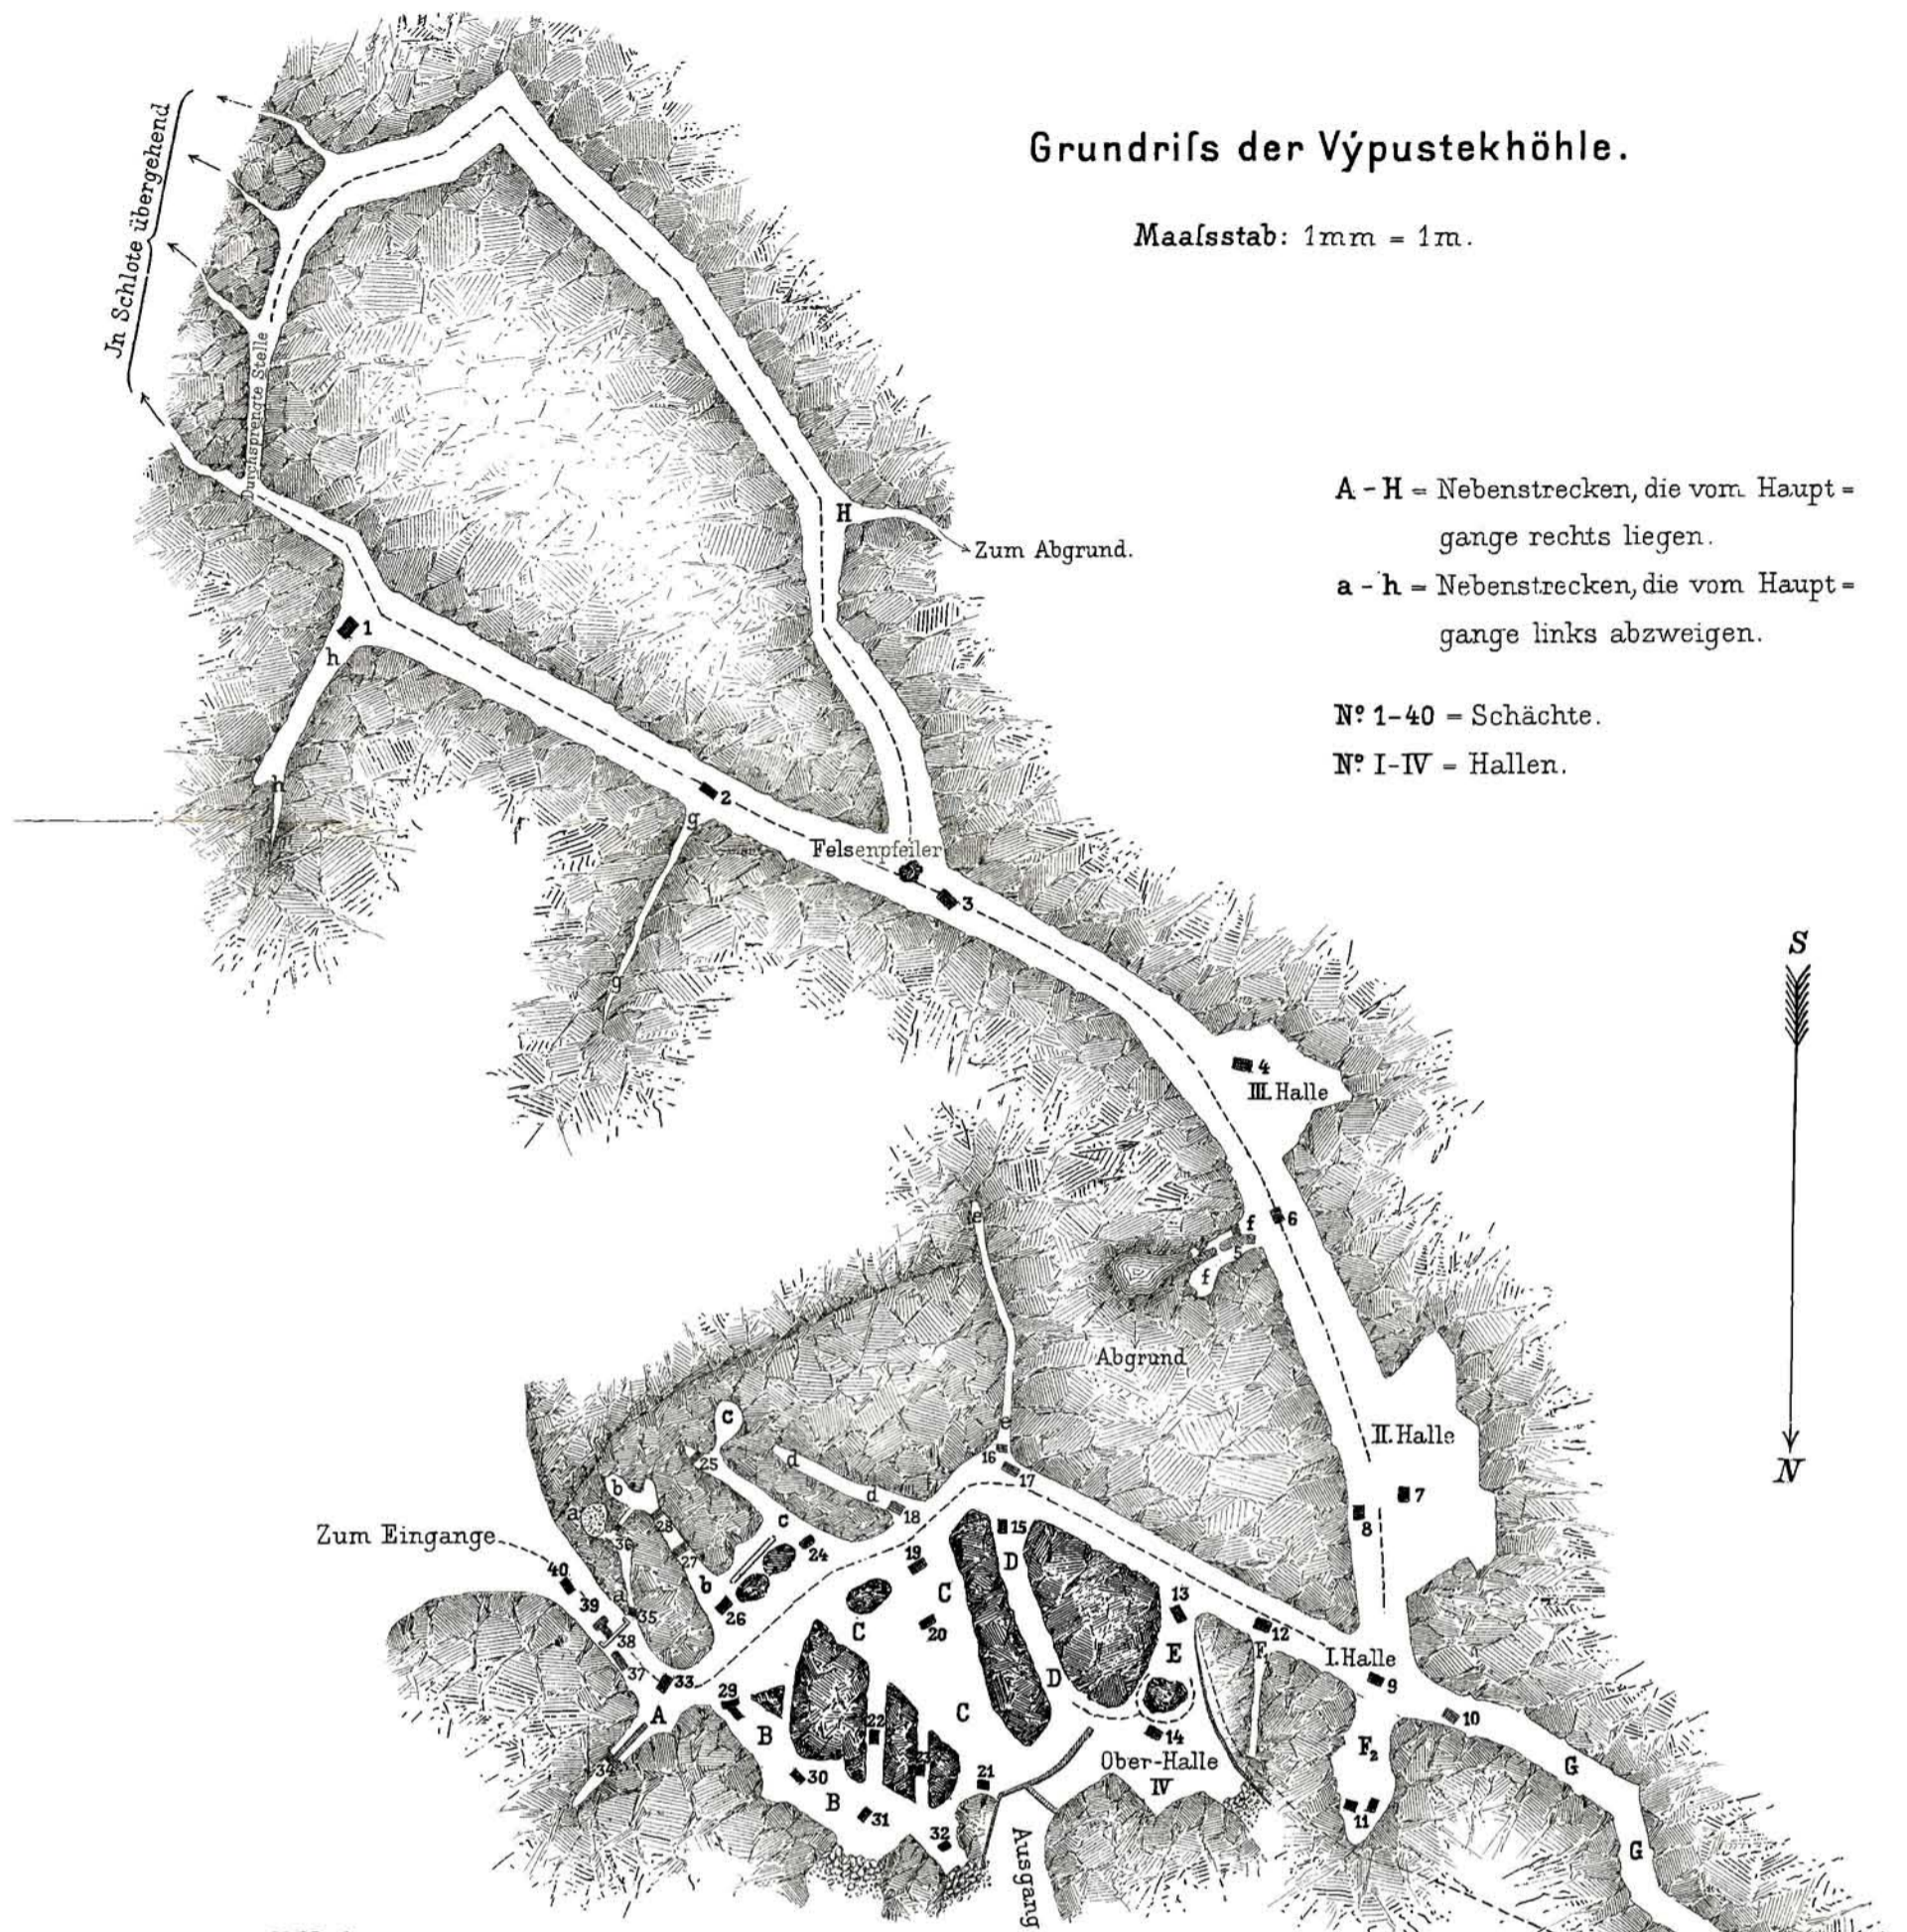 Grundriſs der Výpustekhöhle.
Maaſsstab: 1mm = 1m.
Jn Schlote übergehend
Durchsprengte Stelle
H
Zum Abgrund.
A - H = Nebenstrecken, die vom Haupt=
gange rechts liegen.
a - h = Nebenstrecken, die vom Haupt=
gange links abzweigen.
Nº 1-40 = Schächte.
Nº I-IV = Hallen.
1
h
h
2
g
f
Felsenpfeiler
3
g
S
4
III. Halle
e
f
6
5
f
Abgrund
c
II. Halle
N
e
d
16
25
17
b
d
7
a
18
8
28
c
15
Zum Eingange
36
24
27
19
D
40
b
C
13
39
a
35
26
20
12
38
C
E
F₁
I. Halle
37
33
D
9
29
A
C
10
22
B
14
F₂
34
Ober-Halle
G
30
21
IV
B
31
11
32
G
Ausgang